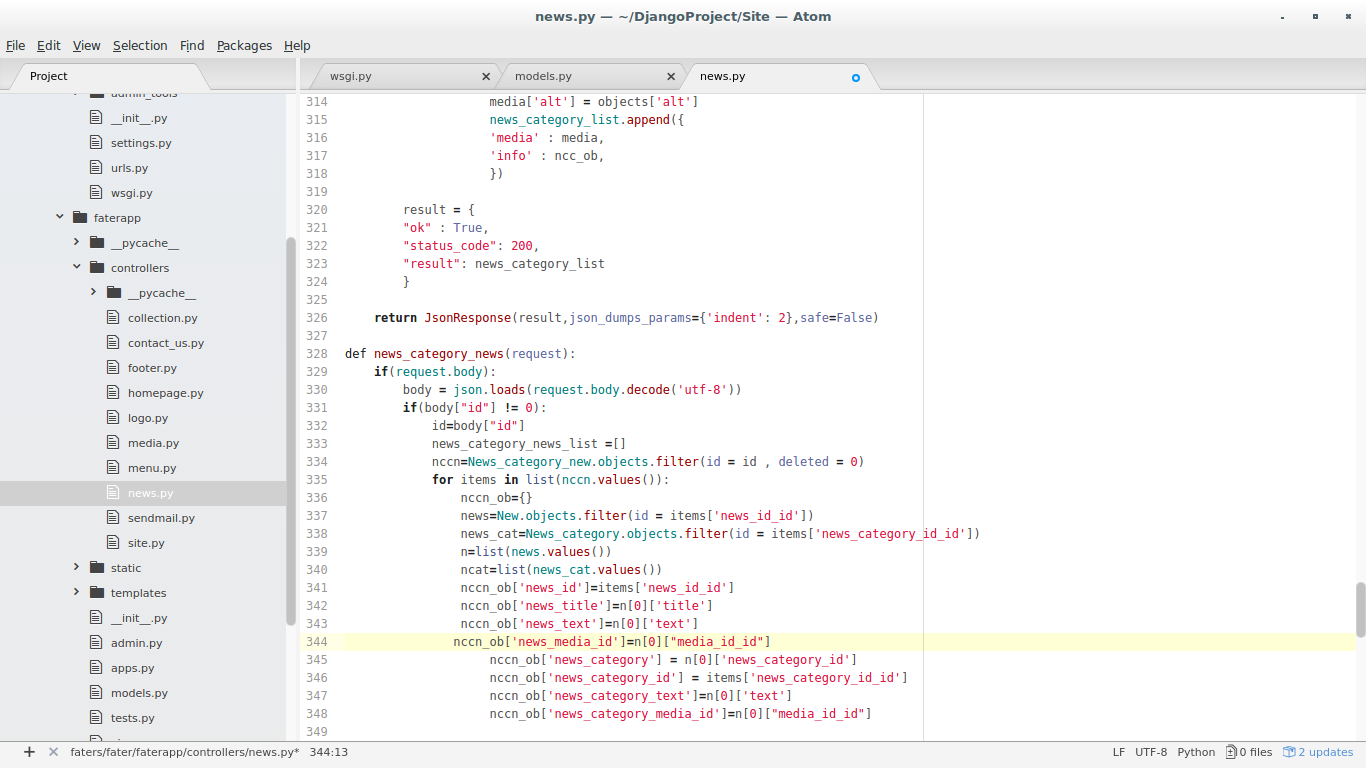 news.py — ~/DjangoProject/Site — Atom
File Edit View Selection Find Packages Help
Project
admin_tools
__init__.py
settings.py
urls.py
wsgi.py
faterapp
__pycache__
controllers
__pycache__
collection.py
contact_us.py
footer.py
homepage.py
logo.py
media.py
menu.py
news.py
sendmail.py
site.py
static
templates
__init__.py
admin.py
apps.py
models.py
tests.py
wsgi.py models.py news.py
314 media['alt'] = objects['alt']
315 news_category_list.append({
316 'media' : media,
317 'info' : ncc_ob,
318 })
319
320 result = {
321 "ok" : True,
322 "status_code": 200,
323 "result": news_category_list
324 }
325
326 return JsonResponse(result,json_dumps_params={'indent': 2},safe=False)
327
328 def news_category_news(request):
329 if(request.body):
330 body = json.loads(request.body.decode('utf-8'))
331 if(body["id"] != 0):
332 id=body["id"]
333 news_category_news_list =[]
334 nccn=News_category_new.objects.filter(id = id , deleted = 0)
335 for items in list(nccn.values()):
336 nccn_ob={}
337 news=New.objects.filter(id = items['news_id_id'])
338 news_cat=News_category.objects.filter(id = items['news_category_id_id'])
339 n=list(news.values())
340 ncat=list(news_cat.values())
341 nccn_ob['news_id']=items['news_id_id']
342 nccn_ob['news_title']=n[0]['title']
343 nccn_ob['news_text']=n[0]['text']
344 nccn_ob['news_media_id']=n[0]["media_id_id"]
345 nccn_ob['news_category'] = n[0]['news_category_id']
346 nccn_ob['news_category_id'] = items['news_category_id_id']
347 nccn_ob['news_category_text']=n[0]['text']
348 nccn_ob['news_category_media_id']=n[0]["media_id_id"]
349
faters/fater/faterapp/controllers/news.py* 344:13 LF UTF-8 Python 0 files 2 updates